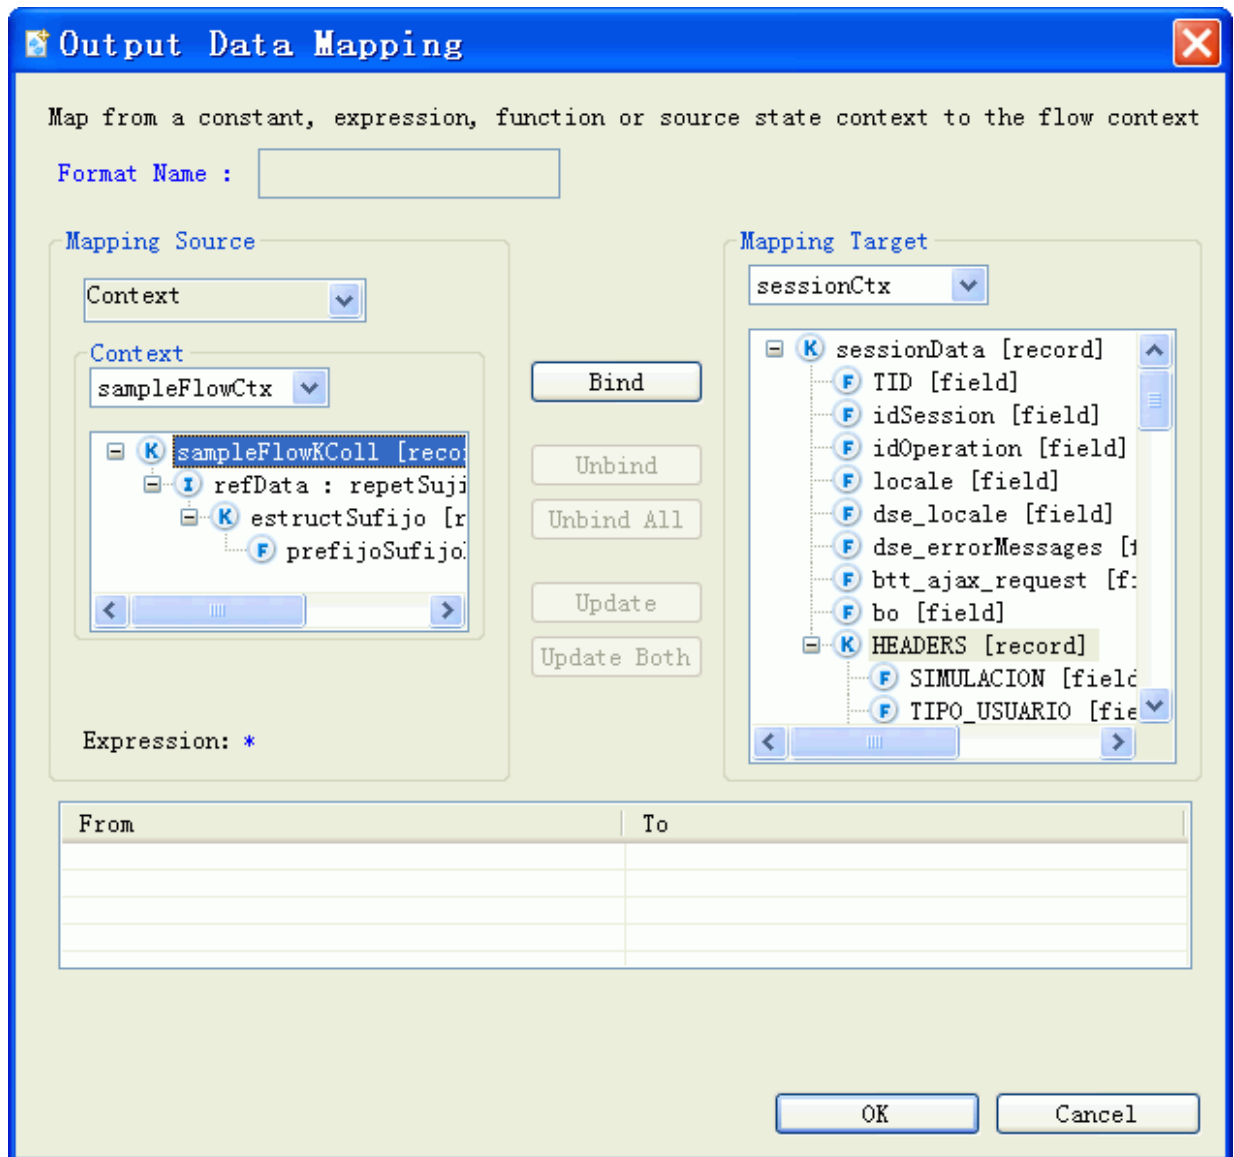 Output Data Mapping
Map from a constant, expression, function or source state context to the flow context
Format Name :
Mapping Source
Context
Context
sampleFlowCtx
K sampleFlowKColl [reco
I refData : repetSuji
K estructSufijo [r
F prefijoSufijo
Expression: *
Bind
Unbind
Unbind All
Update
Update Both
Mapping Target
sessionCtx
K sessionData [record]
F TID [field]
F idSession [field]
F idOperation [field]
F locale [field]
F dse_locale [field]
F dse_errorMessages [f
F btt_ajax_request [fi
F bo [field]
K HEADERS [record]
F SIMULACION [field
F TIPO_USUARIO [fie
From To
OK Cancel